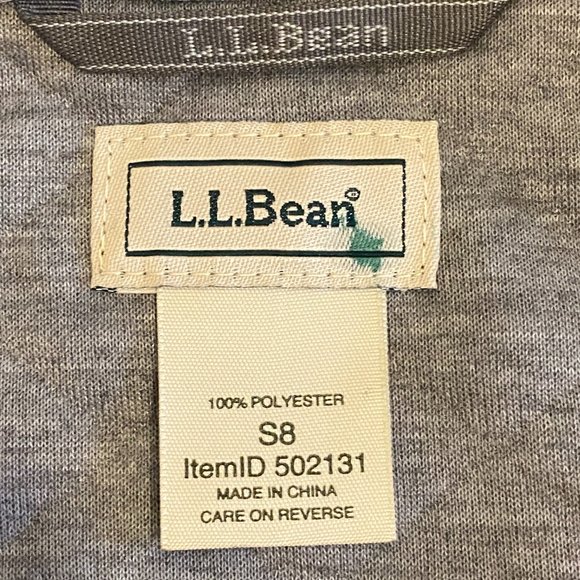 L.L.Bean
L.L.Bean®
100% POLYESTER
S8
ItemID 502131
MADE IN CHINA
CARE ON REVERSE